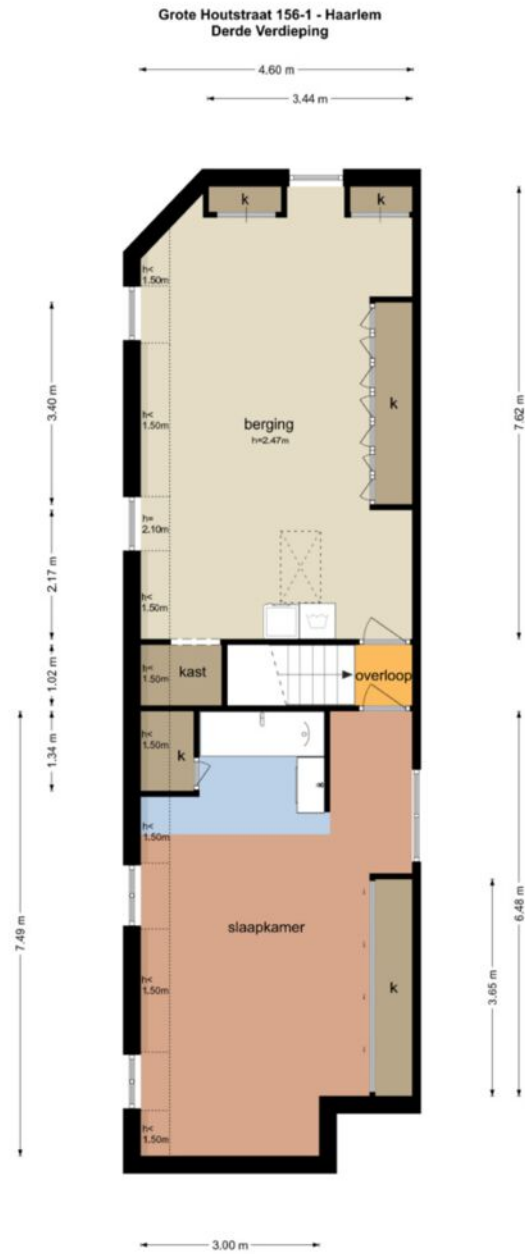 Grote Houtstraat 156-1 - Haarlem
Derde Verdieping
4.60 m
3.44 m
k
k
h<
1.50m
3.40 m
7.62 m
h<
1.50m
berging
h=2.47m
k
h=
2.10m
2.17 m
h<
1.50m
1.02 m
h<
1.50m
kast
overloop
1.34 m
h<
1.50m
k
h<
1.50m
7.49 m
slaapkamer
6.48 m
3.65 m
h<
1.50m
k
h<
1.50m
3.00 m